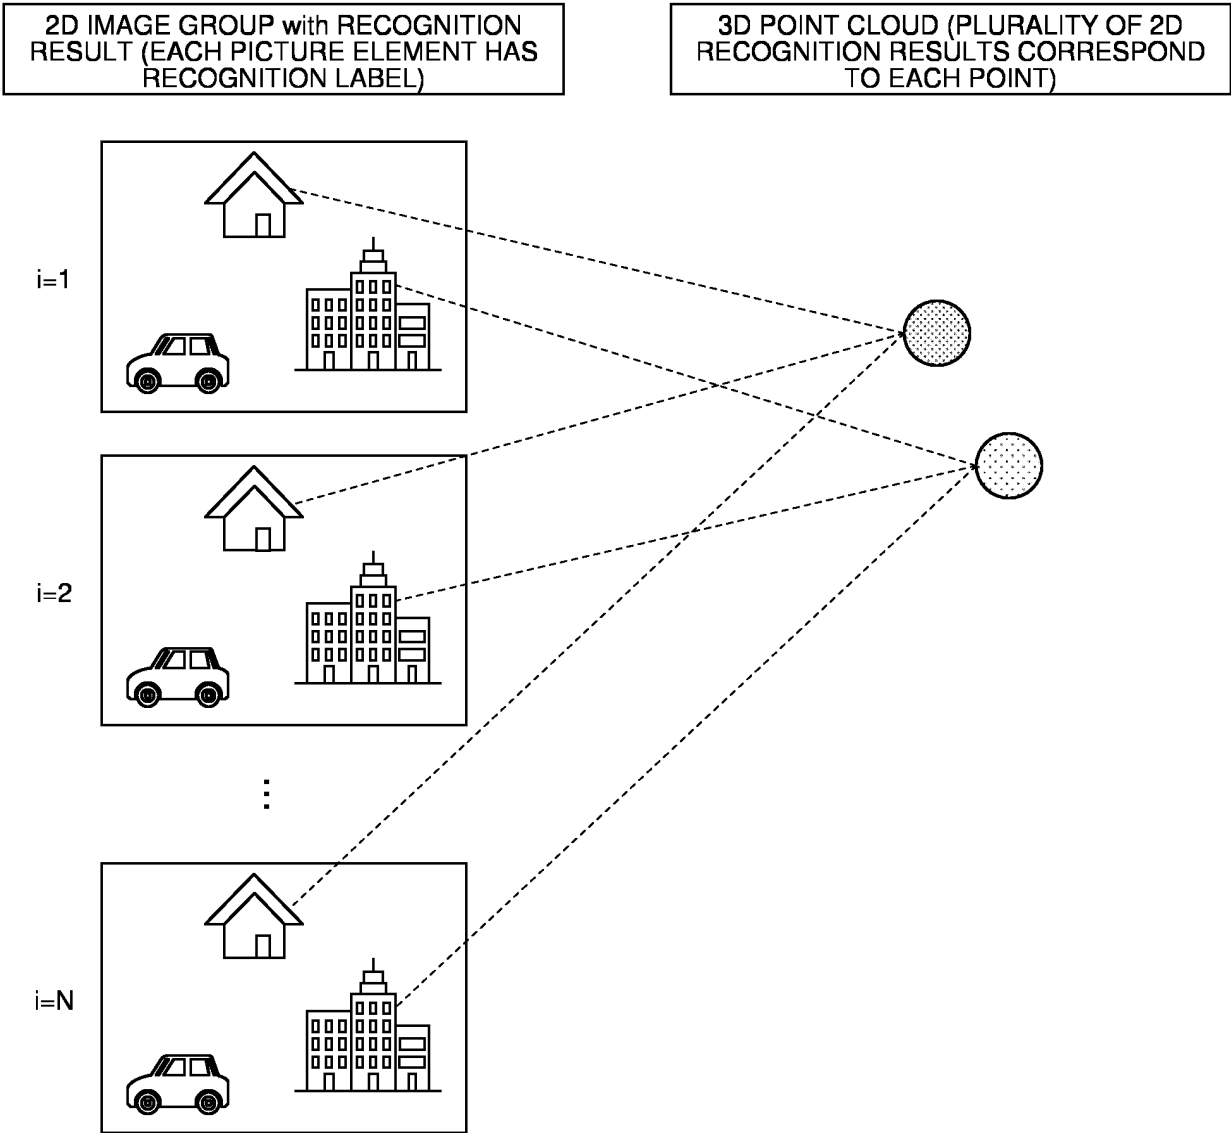 2D IMAGE GROUP with RECOGNITION
RESULT (EACH PICTURE ELEMENT HAS
RECOGNITION LABEL)
3D POINT CLOUD (PLURALITY OF 2D
RECOGNITION RESULTS CORRESPOND
TO EACH POINT)
i=1
i=2
⋮
i=N